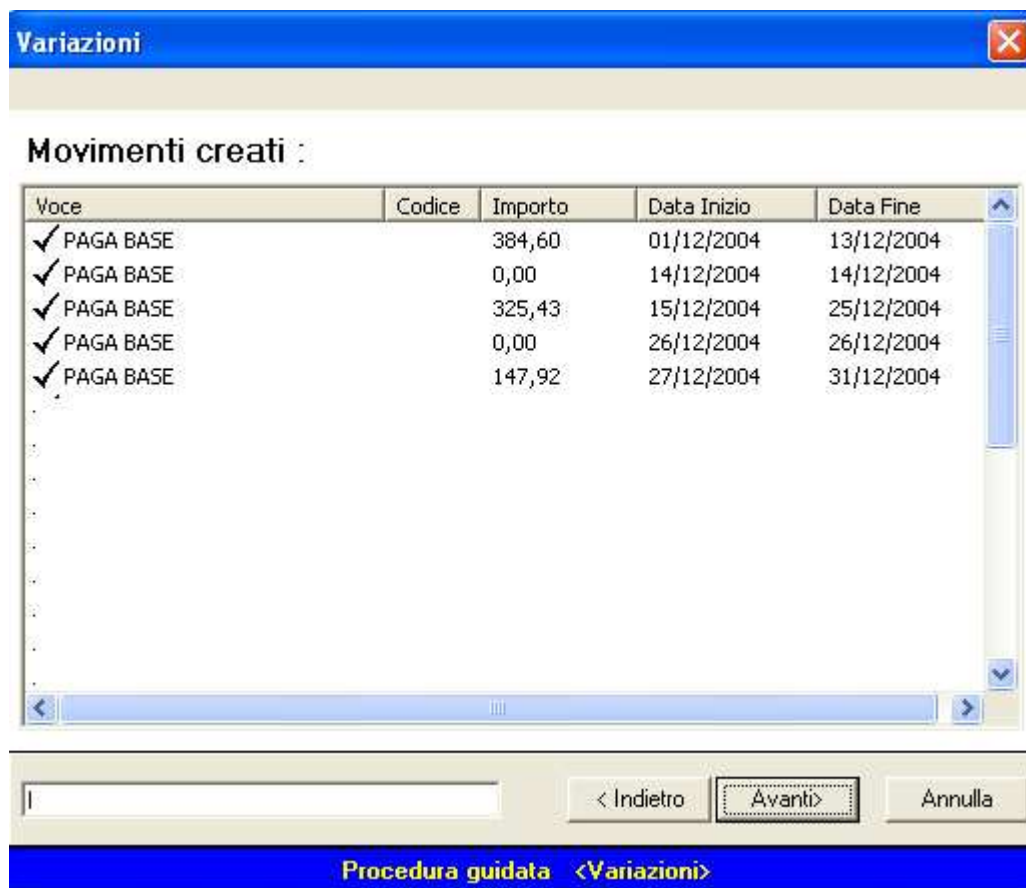 Variazioni
Movimenti creati :
Voce Codice Importo Data Inizio Data Fine
PAGA BASE 384,60 01/12/2004 13/12/2004
PAGA BASE 0,00 14/12/2004 14/12/2004
PAGA BASE 325,43 15/12/2004 25/12/2004
PAGA BASE 0,00 26/12/2004 26/12/2004
PAGA BASE 147,92 27/12/2004 31/12/2004
< Indietro Avanti> Annulla
Procedura guidata <Variazioni>